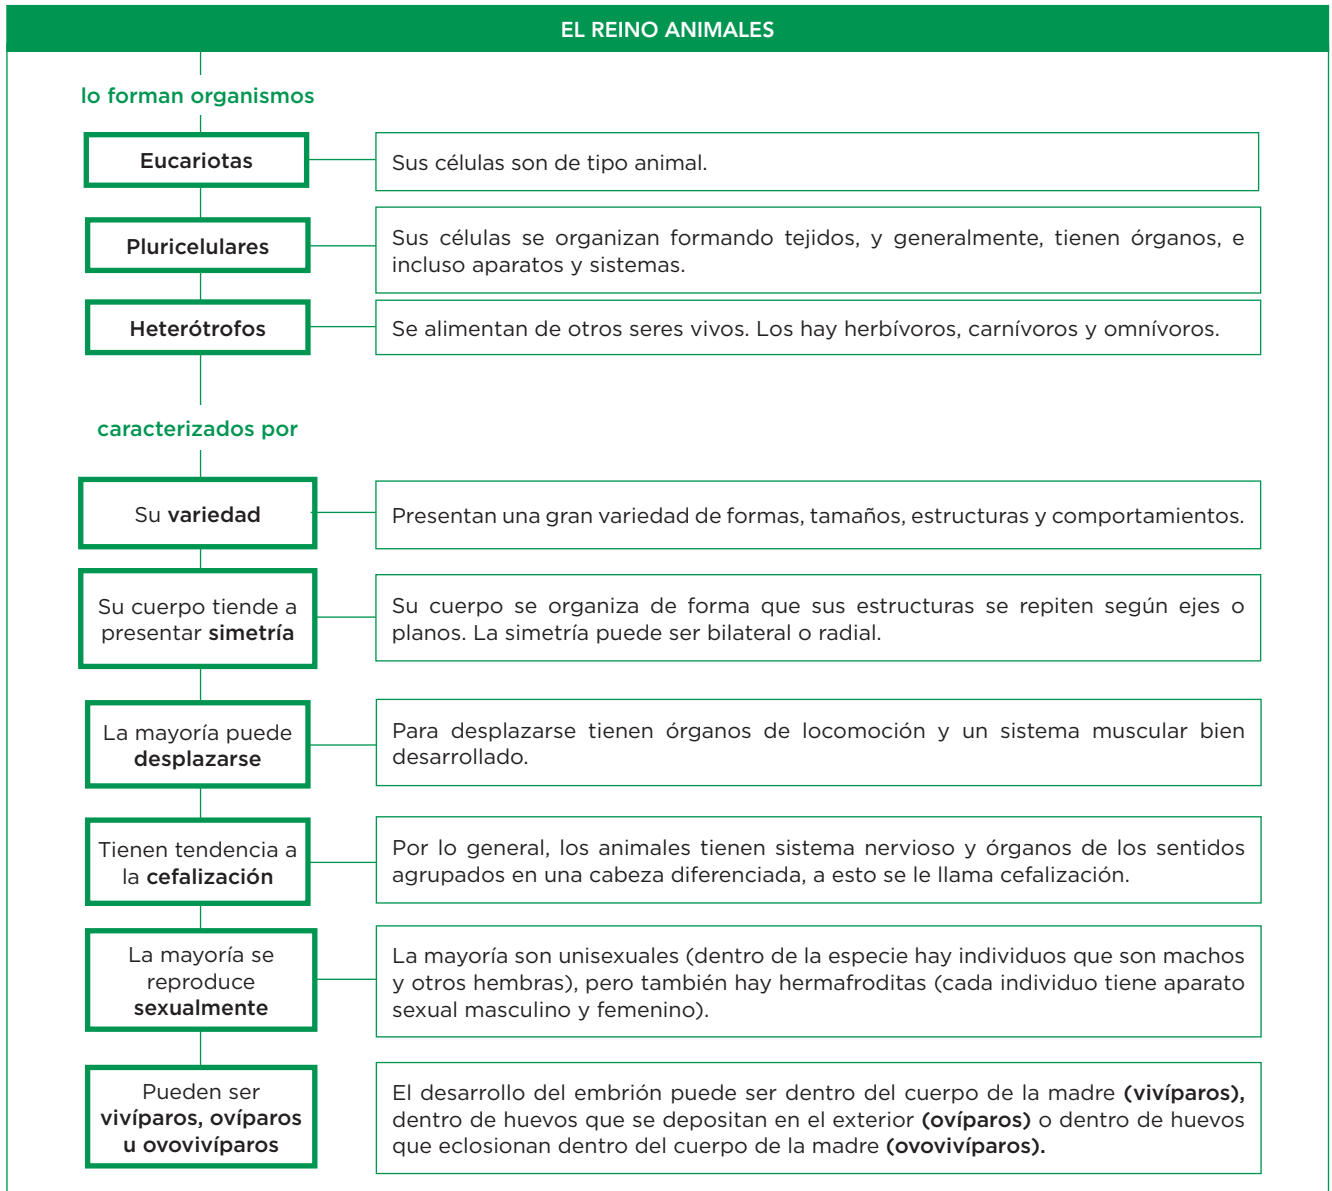 EL REINO ANIMALES
lo forman organismos
Eucariotas
Sus células son de tipo animal.
Pluricelulares
Sus células se organizan formando tejidos, y generalmente, tienen órganos, e
incluso aparatos y sistemas.
Heterótrofos
Se alimentan de otros seres vivos. Los hay herbívoros, carnívoros y omnívoros.
caracterizados por
Su variedad
Presentan una gran variedad de formas, tamaños, estructuras y comportamientos.
Su cuerpo tiende a
presentar simetría
Su cuerpo se organiza de forma que sus estructuras se repiten según ejes o
planos. La simetría puede ser bilateral o radial.
La mayoría puede
desplazarse
Para desplazarse tienen órganos de locomoción y un sistema muscular bien
desarrollado.
Tienen tendencia a
la cefalización
Por lo general, los animales tienen sistema nervioso y órganos de los sentidos
agrupados en una cabeza diferenciada, a esto se le llama cefalización.
La mayoría se
reproduce
sexualmente
La mayoría son unisexuales (dentro de la especie hay individuos que son machos
y otros hembras), pero también hay hermafroditas (cada individuo tiene aparato
sexual masculino y femenino).
Pueden ser
vivíparos, ovíparos
u ovovivíparos
El desarrollo del embrión puede ser dentro del cuerpo de la madre (vivíparos),
dentro de huevos que se depositan en el exterior (ovíparos) o dentro de huevos
que eclosionan dentro del cuerpo de la madre (ovovivíparos).